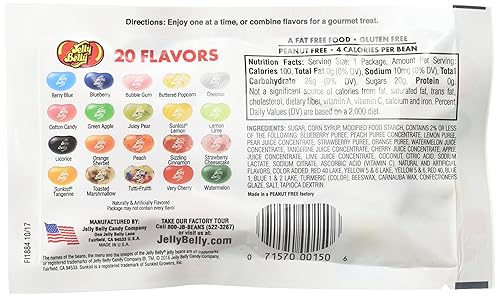 Directions: Enjoy one at a time, or combine flavors for a gourmet treat.
Jelly Belly
20 FLAVORS
Berry Blue
Blueberry
Bubble Gum
Buttered Popcorn
Coconut
Cotton Candy
Green Apple
Juicy Pear
Sunkist® Lemon
Lemon Lime
Licorice
Orange Sherbet
Peach
Sizzling Cinnamon
Strawberry Cheesecake
Sunkist® Tangerine
Toasted Marshmallow
Tutti-Fruitti
Very Cherry
Watermelon
Naturally & Artificially Flavored
Package may not contain every flavor.
A FAT FREE FOOD • GLUTEN FREE
PEANUT FREE • 4 CALORIES PER BEAN
Nutrition Facts: Serving Size: 1 Package, Amount Per Serving:
Calories 100, Total Fat 0g (0% DV), Sodium 10mg (0% DV), Total
Carbohydrate 26g (9% DV), Sugars 20g, Protein 0g.
Not a significant source of calories from fat, saturated fat, trans fat,
cholesterol, dietary fiber, vitamin A, vitamin C, calcium and iron. Percent
Daily Values (DV) are based on a 2,000 diet.
INGREDIENTS: SUGAR, CORN SYRUP, MODIFIED FOOD STARCH, CONTAINS 2% OR LESS
OF THE FOLLOWING: BLUEBERRY PUREE, PEACH PUREE CONCENTRATE, LEMON PUREE,
PEAR JUICE CONCENTRATE, STRAWBERRY PUREE, ORANGE PUREE, WATERMELON
JUICE CONCENTRATE, TANGERINE JUICE CONCENTRATE, CHERRY JUICE CONCENTRATE, APPLE
JUICE CONCENTRATE, LIME JUICE CONCENTRATE, COCONUT, CITRIC ACID, SODIUM
LACTATE, SODIUM CITRATE, ASCORBIC ACID (VITAMIN C), NATURAL AND ARTIFICIAL
FLAVORS, COLOR ADDED, RED 40 LAKE, YELLOW 5 & 6 LAKE, YELLOW 5 & 6, RED 40, BLUE
1, BLUE 1 & 2 LAKE, TURMERIC (COLOR), BEESWAX, CARNAUBA WAX, CONFECTIONERS
GLAZE, SALT, TAPIOCA DEXTRIN.
Made in a PEANUT FREE factory.
FI1884 10/17
MANUFACTURED BY
Jelly Belly Candy Company
One Jelly Belly Lane
Fairfield, CA 94533 U.S.A.
MADE IN U.S.A.
TAKE OUR FACTORY TOUR
Call 800-JB-BEANS (522-3267)
or visit us at:
JellyBelly.com®
0 71570 00150 6